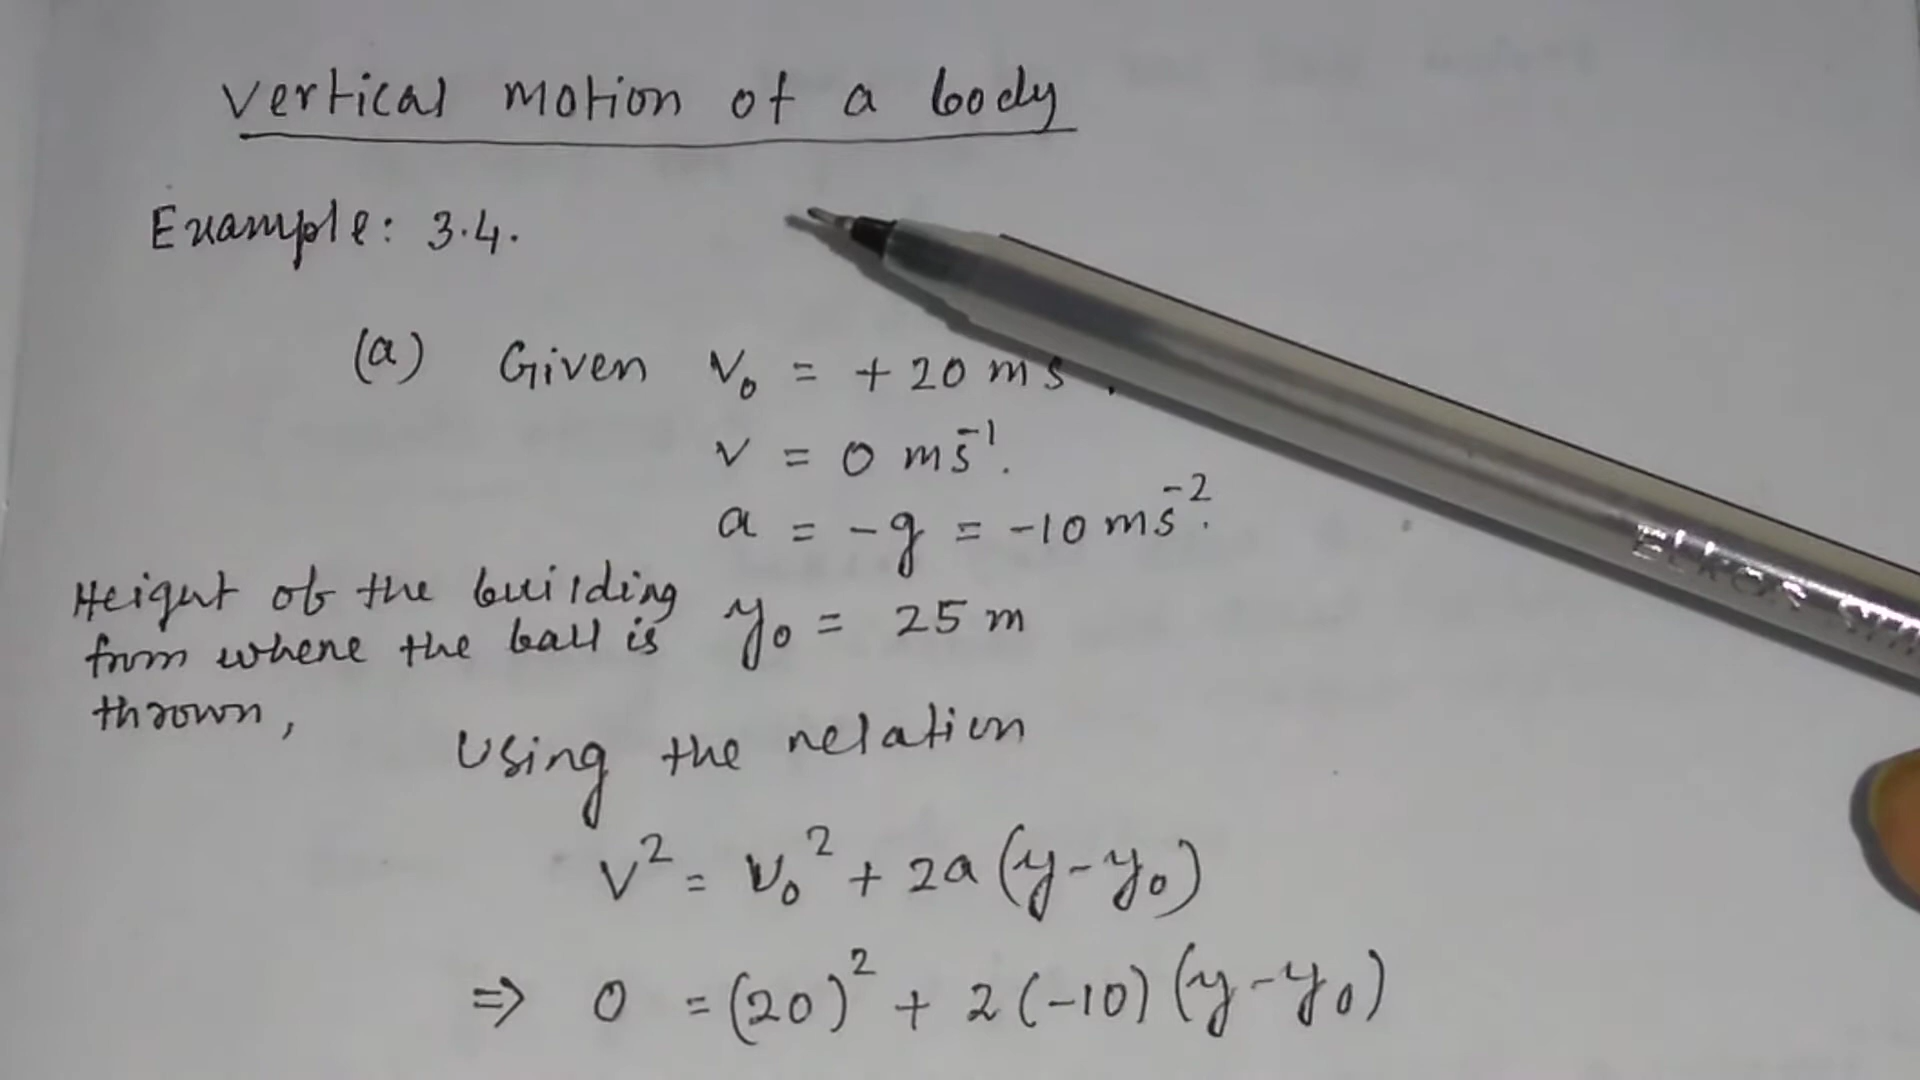 Vertical motion of a body
Example: 3.4.
(a) Given v₀ = +20 ms .
v = 0 ms⁻¹.
a = -g = -10 ms⁻².
Height of the building
from where the ball is
thrown,
y₀ = 25 m
Using the relation
v² = v₀² + 2a (y-y₀)
⇒ 0 = (20)² + 2(-10) (y-y₀)
ELKOS